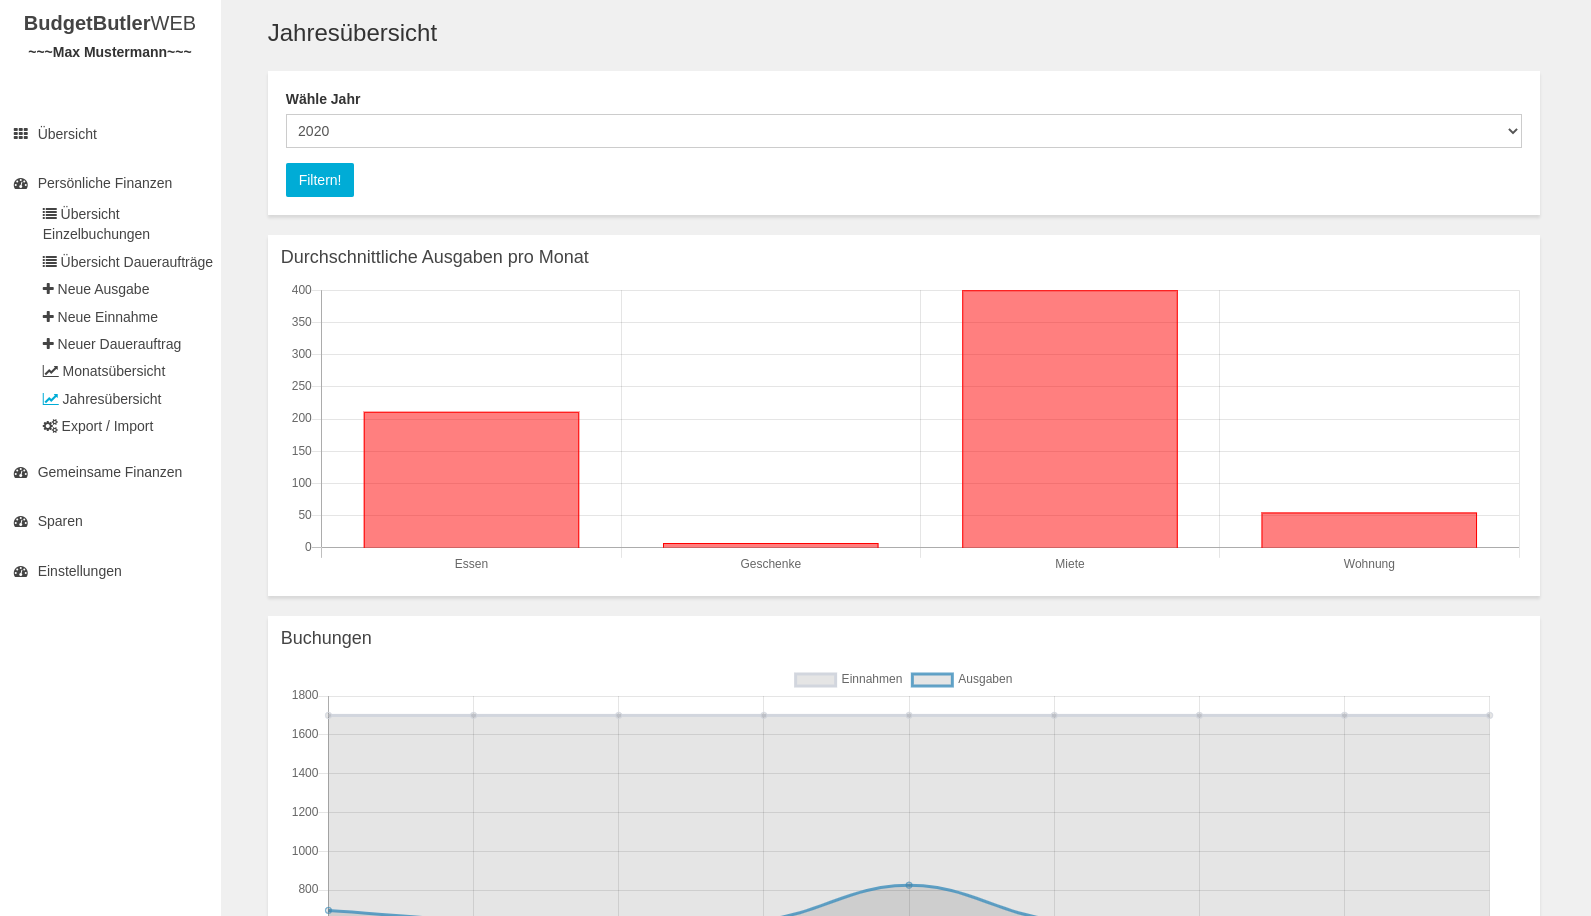 BudgetButlerWEB
~~~Max Mustermann~~~
Übersicht
Persönliche Finanzen
Übersicht
Einzelbuchungen
Übersicht Daueraufträge
Neue Ausgabe
Neue Einnahme
Neuer Dauerauftrag
Monatsübersicht
Jahresübersicht
Export / Import
Gemeinsame Finanzen
Sparen
Einstellungen
Jahresübersicht
Wähle Jahr
2020
Filtern!
Durchschnittliche Ausgaben pro Monat
400
350
300
250
200
150
100
50
0
Essen Geschenke Miete Wohnung
Buchungen
Einnahmen Ausgaben
1800
1600
1400
1200
1000
800